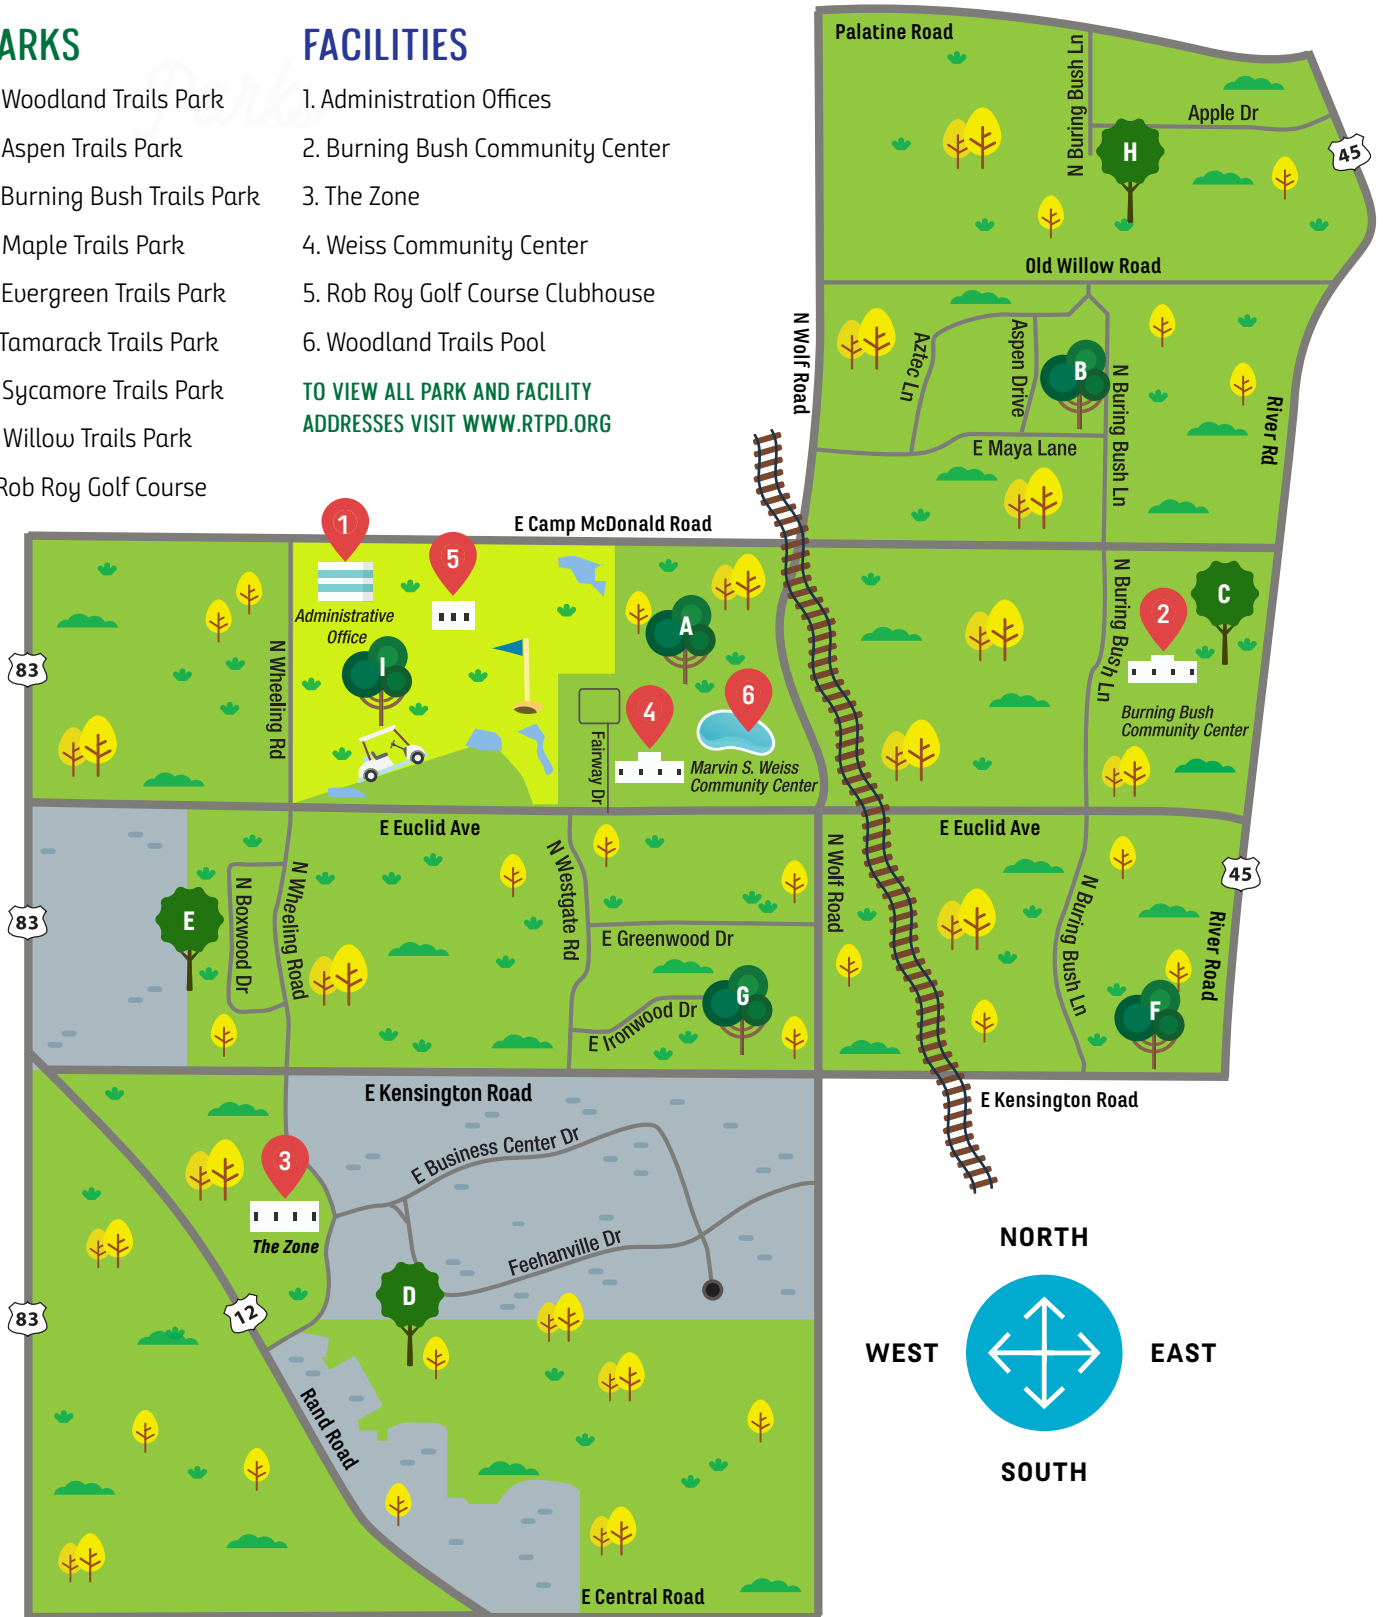 ARKS
Woodland Trails Park
Aspen Trails Park
Burning Bush Trails Park
Maple Trails Park
Evergreen Trails Park
Tamarack Trails Park
Sycamore Trails Park
Willow Trails Park
Rob Roy Golf Course
Parks
FACILITIES
1. Administration Offices
2. Burning Bush Community Center
3. The Zone
4. Weiss Community Center
5. Rob Roy Golf Course Clubhouse
6. Woodland Trails Pool
TO VIEW ALL PARK AND FACILITY
ADDRESSES VISIT WWW.RTPD.ORG
Palatine Road
N Buring Bush Ln
Apple Dr
H
45
Old Willow Road
N Wolf Road
Aztec Ln
Aspen Drive
B
N Buring Bush Ln
River Rd
E Maya Lane
E Camp McDonald Road
1
5
Administrative
Office
I
A
4
6
Marvin S. Weiss
Community Center
Fairway Dr
N Wheeling Rd
83
N Buring Bush Ln
2
C
Burning Bush
Community Center
E Euclid Ave
E Euclid Ave
45
83
E
N Boxwood Dr
N Wheeling Road
N Westgate Rd
E Greenwood Dr
E Ironwood Dr
G
N Wolf Road
N Buring Bush Ln
F
River Road
E Kensington Road
E Kensington Road
3
The Zone
E Business Center Dr
Feehanville Dr
D
83
12
Rand Road
E Central Road
NORTH
WEST
EAST
SOUTH